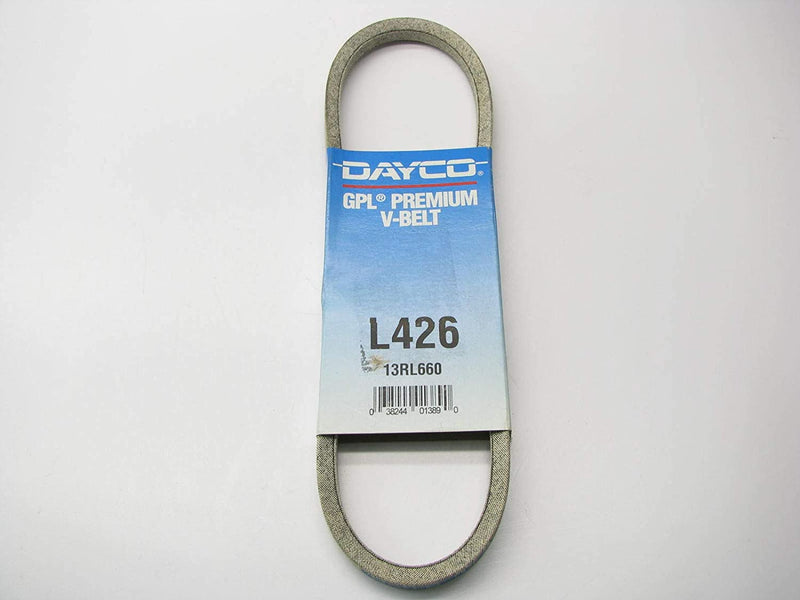 DAYCO®
GPL® PREMIUM
V-BELT
L426
13RL660
0 38244 01389 0